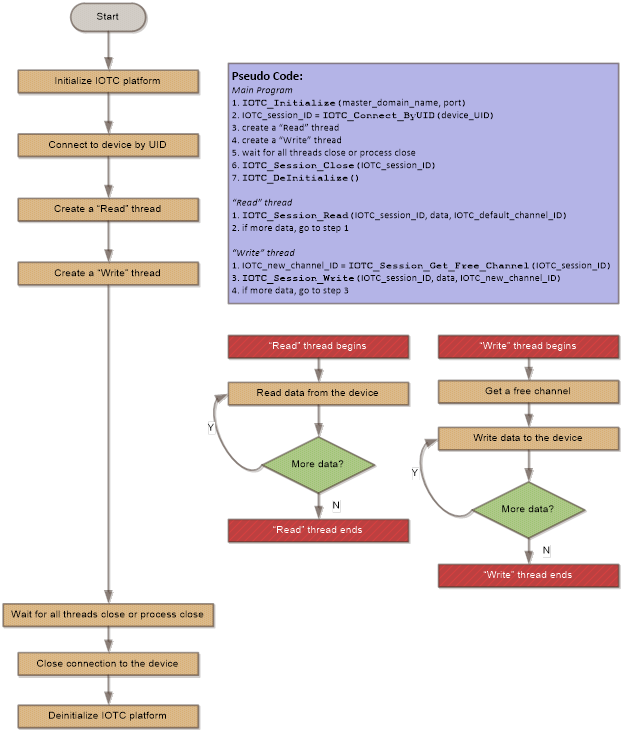 Start
Initialize IOTC platform
Connect to device by UID
Create a “Read” thread
Create a “Write” thread
Pseudo Code:
Main Program
1. IOTC_Initialize (master_domain_name, port)
2. IOTC_session_ID = IOTC_Connect_ByUID (device_UID)
3. create a “Read” thread
4. create a “Write” thread
5. wait for all threads close or process close
6. IOTC_Session_Close (IOTC_session_ID)
7. IOTC_DeInitialize ()
“Read” thread
1. IOTC_Session_Read (IOTC_session_ID, data, IOTC_default_channel_ID)
2. if more data, go to step 1
“Write” thread
1. IOTC_new_channel_ID = IOTC_Session_Get_Free_Channel (IOTC_session_ID)
3. IOTC_Session_Write (IOTC_session_ID, data, IOTC_new_channel_ID)
4. if more data, go to step 3
“Read” thread begins
Read data from the device
Y
More data?
N
“Read” thread ends
“Write” thread begins
Get a free channel
Write data to the device
Y
More data?
N
“Write” thread ends
Wait for all threads close or process close
Close connection to the device
Deinitialize IOTC platform